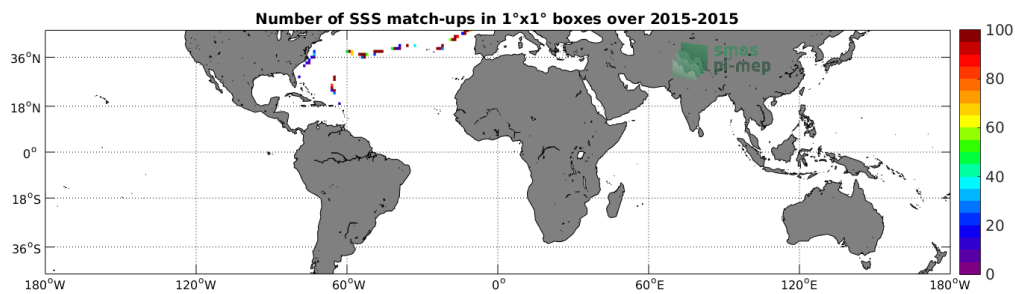 Number of SSS match-ups in 1°x1° boxes over 2015-2015
smos
pi-mep
36°N
18°N
0°
18°S
36°S
180°W 120°W 60°W 0° 60°E 120°E 180°W
100
80
60
40
20
0